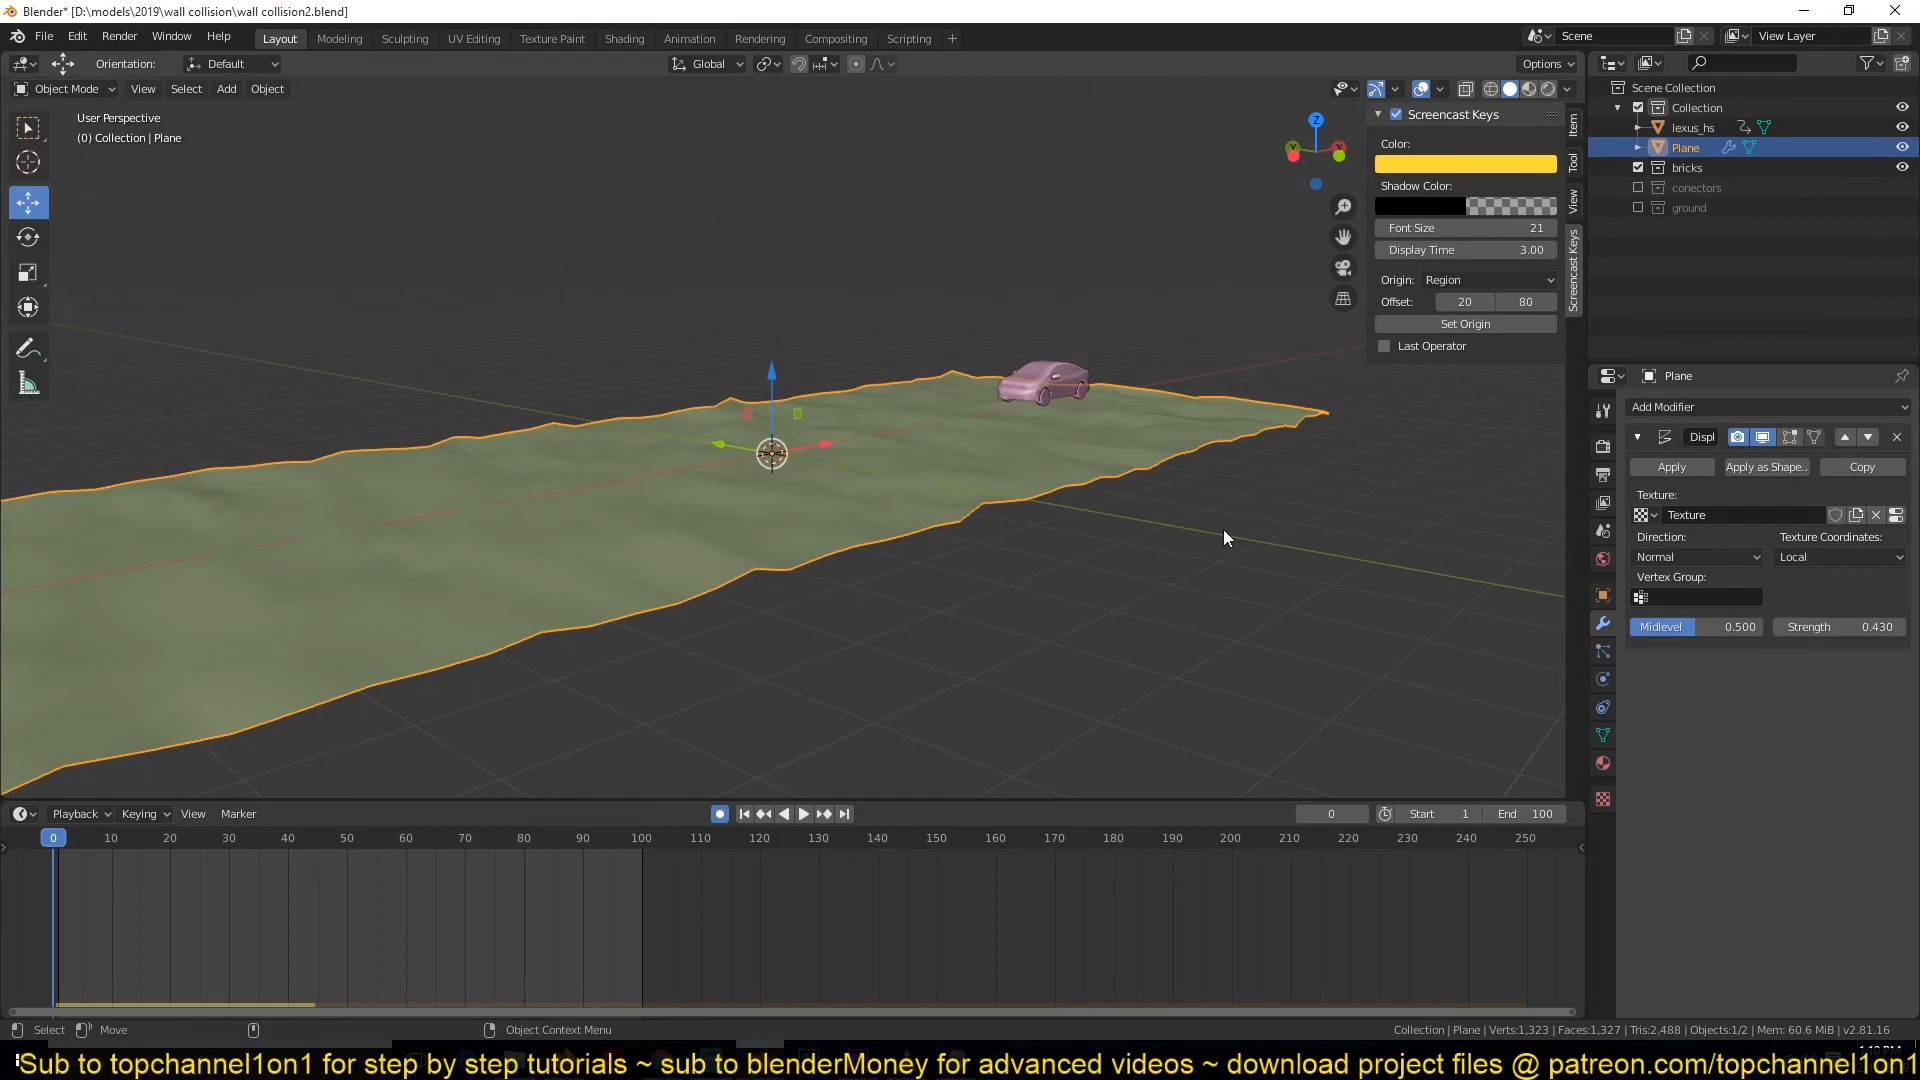 Blender* [D:\models\2019\wall collision\wall collision2.blend]
File Edit Render Window Help
Layout Modeling Sculpting UV Editing Texture Paint Shading Animation Rendering Compositing Scripting +
Scene
View Layer
Orientation: Default
Global
Options
Object Mode View Select Add Object
User Perspective
(0) Collection | Plane
Z
Screencast Keys
Color:
Shadow Color:
Font Size 21
Display Time 3.00
Origin: Region
Offset: 20 80
Set Origin
Last Operator
Item
Tool
View
Screencast Keys
Scene Collection
Collection
lexus_hs
Plane
bricks
conectors
ground
Plane
Add Modifier
Displ
Apply Apply as Shape.. Copy
Texture:
Texture
Direction: Texture Coordinates:
Normal Local
Vertex Group:
Midlevel 0.500 Strength 0.430
Playback Keying View Marker
0 Start 1 End 100
0 10 20 30 40 50 60 70 80 90 100 110 120 130 140 150 160 170 180 190 200 210 220 230 240 250
Select Move Object Context Menu
Collection | Plane | Verts:1,323 | Faces:1,327 | Tris:2,488 | Objects:1/2 | Mem: 60.6 MiB | v2.81.16
Sub to topchannel1on1 for step by step tutorials ~ sub to blenderMoney for advanced videos ~ download project files @ patreon.com/topchannel1on1